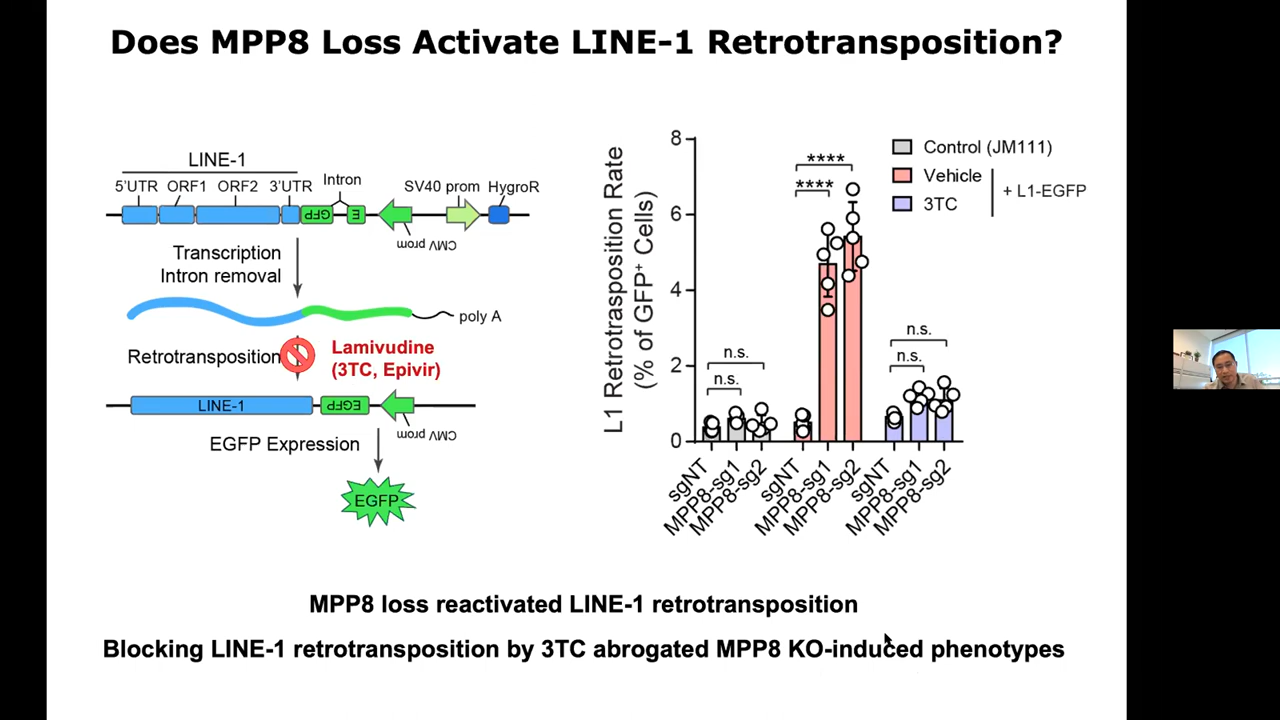 Does MPP8 Loss Activate LINE-1 Retrotransposition?
LINE-1
5'UTR ORF1 ORF2 3'UTR
Intron
SV40 prom HygroR
GFP E
CMV prom
Transcription
Intron removal
poly A
Retrotransposition
Lamivudine
(3TC, Epivir)
LINE-1 EGFP
CMV prom
EGFP Expression
EGFP
L1 Retrotrasposition Rate
(% of GFP+ Cells)
8
6
4
2
0
n.s.
n.s.
****
****
n.s.
n.s.
Control (JM111)
Vehicle
3TC
+ L1-EGFP
sgNT
MPP8-sg1
MPP8-sg2
sgNT
MPP8-sg1
MPP8-sg2
sgNT
MPP8-sg1
MPP8-sg2
MPP8 loss reactivated LINE-1 retrotransposition
Blocking LINE-1 retrotransposition by 3TC abrogated MPP8 KO-induced phenotypes